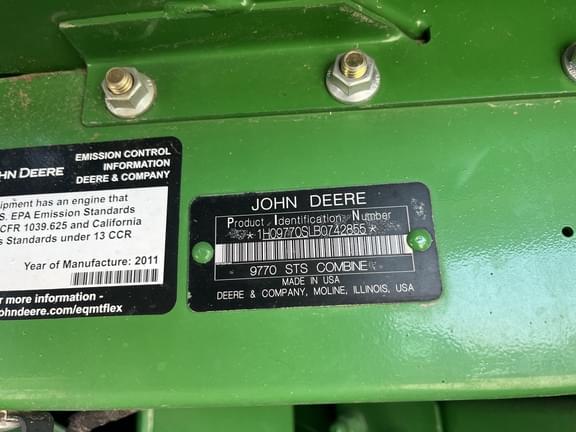 JOHN DEERE
EMISSION CONTROL
INFORMATION
DEERE & COMPANY
ipment has an engine that
S. EPA Emission Standards
CFR 1039.625 and California
s Standards under 13 CCR
Year of Manufacture: 2011
r more information -
ohndeere.com/eqmtflex
JOHN DEERE
Product Identification Number
*1H09770SLB0742855*
9770 STS COMBINE
MADE IN USA
DEERE & COMPANY, MOLINE, ILLINOIS, USA